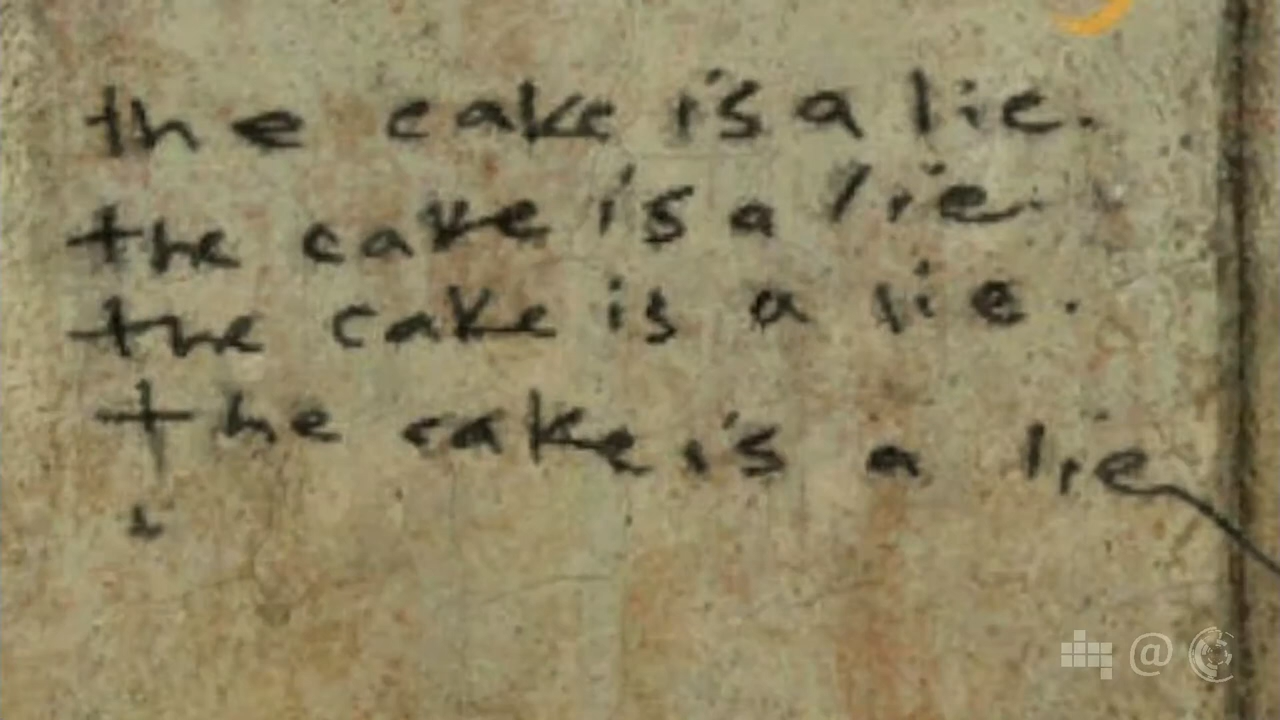 the cake is a lie.
the cake is a lie.
the cake is a lie.
the cake is a lie
@